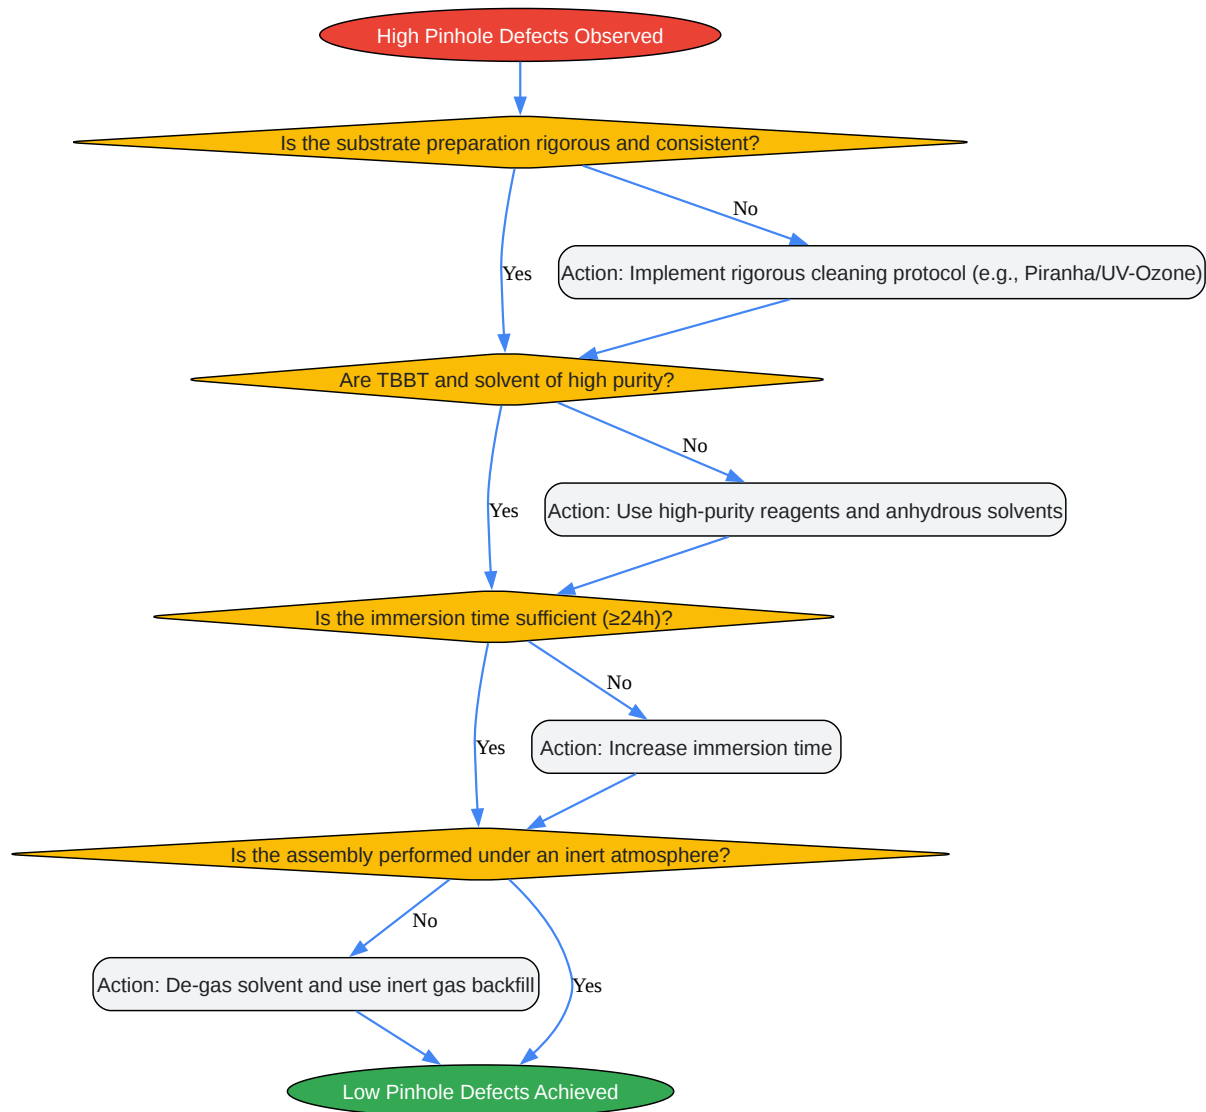 High Pinhole Defects Observed
Is the substrate preparation rigorous and consistent?
No
Yes
Action: Implement rigorous cleaning protocol (e.g., Piranha/UV-Ozone)
Are TBBT and solvent of high purity?
No
Yes
Action: Use high-purity reagents and anhydrous solvents
Is the immersion time sufficient (≥24h)?
No
Yes
Action: Increase immersion time
Is the assembly performed under an inert atmosphere?
No
Action: De-gas solvent and use inert gas backfill
Yes
Low Pinhole Defects Achieved